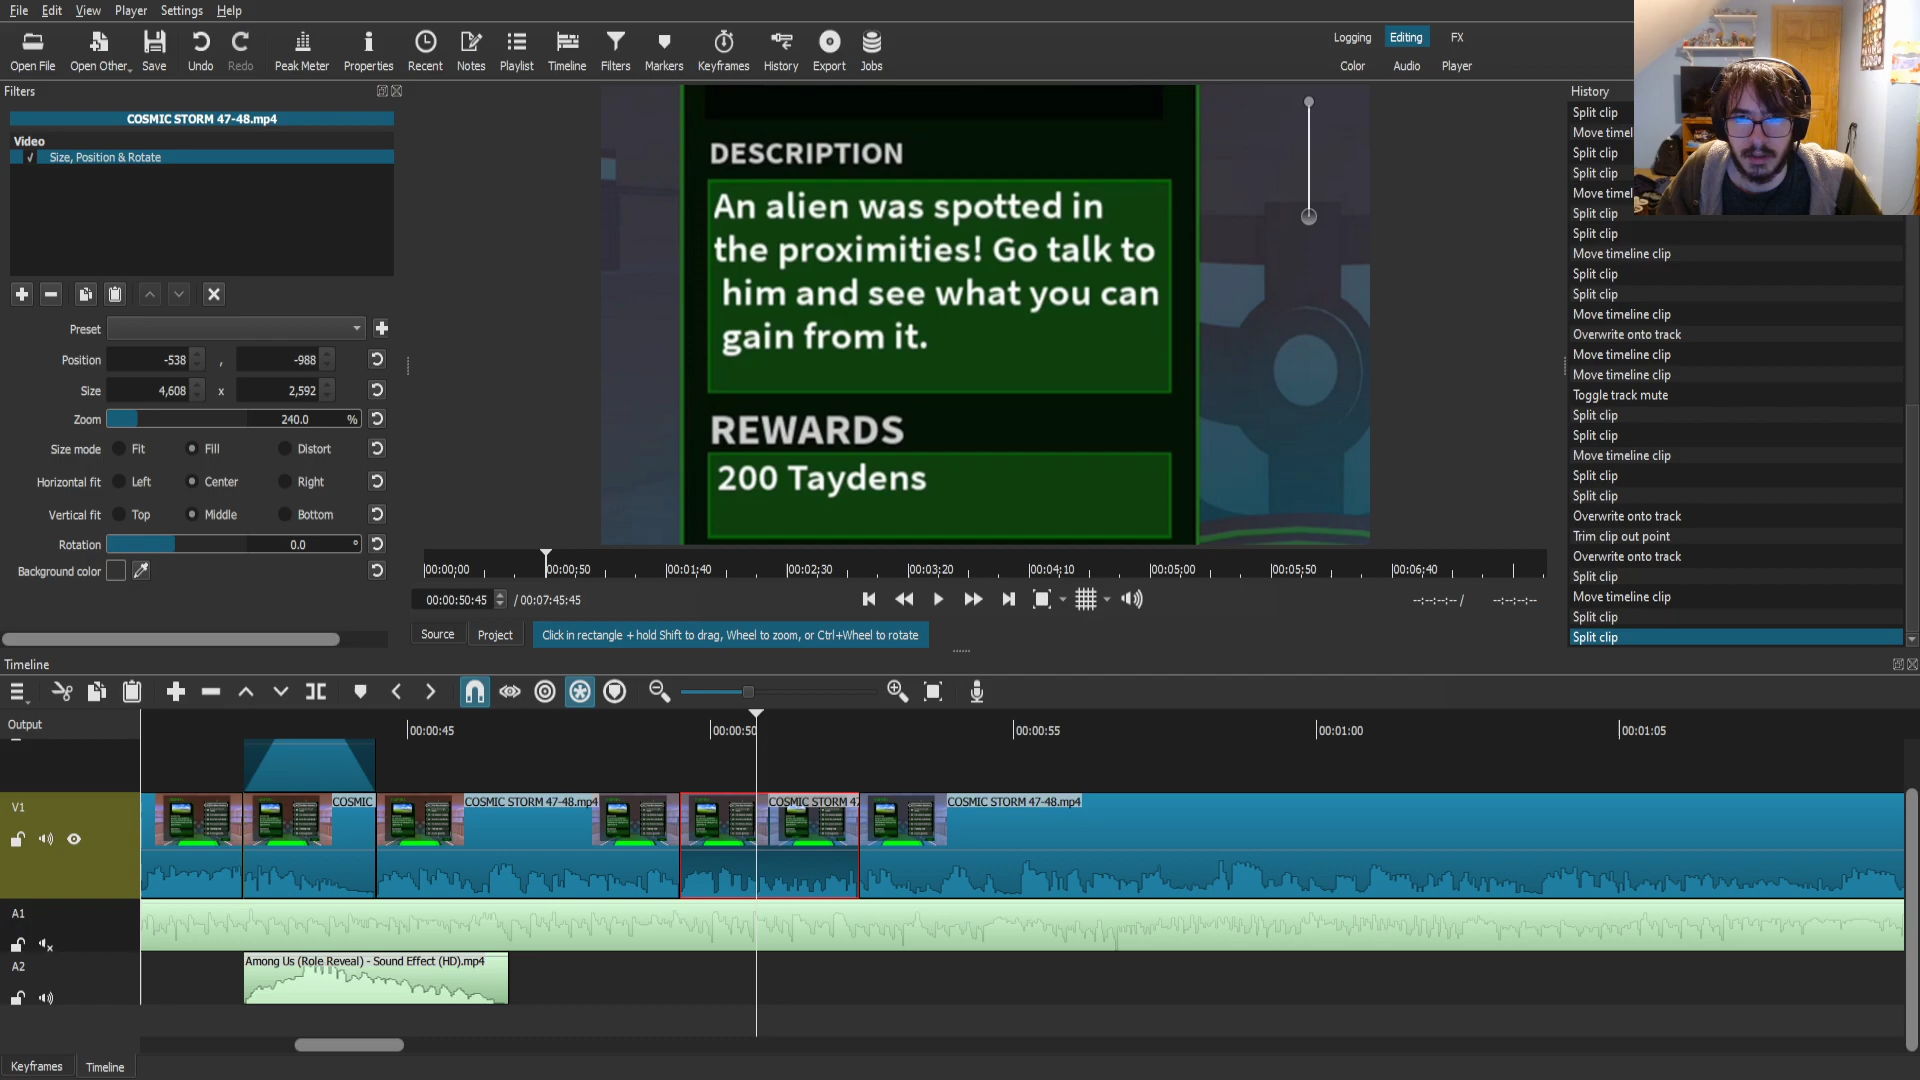 File Edit View Player Settings Help
Open File Open Other... Save Undo Redo Peak Meter Properties Recent Notes Playlist Timeline Filters Markers Keyframes History Export Jobs
Logging Editing FX
Color Audio Player
Filters
COSMIC STORM 47-48.mp4
Video
✓ Size, Position & Rotate
Preset
Position -538 , -988
Size 4,608 x 2,592
Zoom 240.0 %
Size mode Fit Fill Distort
Horizontal fit Left Center Right
Vertical fit Top Middle Bottom
Rotation 0.0 °
Background color
DESCRIPTION
An alien was spotted in
the proximities! Go talk to
him and see what you can
gain from it.
REWARDS
200 Taydens
00:00:00 00:00:50 00:01:40 00:02:30 00:03:20 00:04:10 00:05:00 00:05:50 00:06:40
00:00:50:45 / 00:07:45:45
--:--:--:-- / --:--:--:--
Source Project Click in rectangle + hold Shift to drag, Wheel to zoom, or Ctrl+Wheel to rotate
History
Split clip
Move timel
Split clip
Split clip
Move timel
Split clip
Split clip
Move timeline clip
Split clip
Split clip
Move timeline clip
Overwrite onto track
Move timeline clip
Move timeline clip
Toggle track mute
Split clip
Split clip
Move timeline clip
Split clip
Split clip
Overwrite onto track
Trim clip out point
Overwrite onto track
Split clip
Move timeline clip
Split clip
Split clip
Timeline
Output
00:00:45 00:00:50 00:00:55 00:01:00 00:01:05
V1
COSMIC COSMIC STORM 47-48.mp4 COSMIC STORM 47 COSMIC STORM 47-48.mp4
A1
A2
Among Us (Role Reveal) - Sound Effect (HD).mp4
Keyframes Timeline